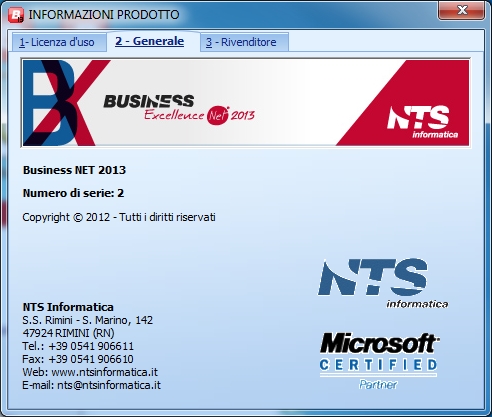 INFORMAZIONI PRODOTTO
1- Licenza d'uso
2 - Generale
3 - Rivenditore
BUSINESS
Excellence Net 2013
NTS
informatica
Business NET 2013
Numero di serie: 2
Copyright © 2012 - Tutti i diritti riservati
NTS
informatica
NTS Informatica
S.S. Rimini - S. Marino, 142
47924 RIMINI (RN)
Tel.: +39 0541 906611
Fax: +39 0541 906610
Web: www.ntsinformatica.it
E-mail: nts@ntsinformatica.it
Microsoft
CERTIFIED
Partner